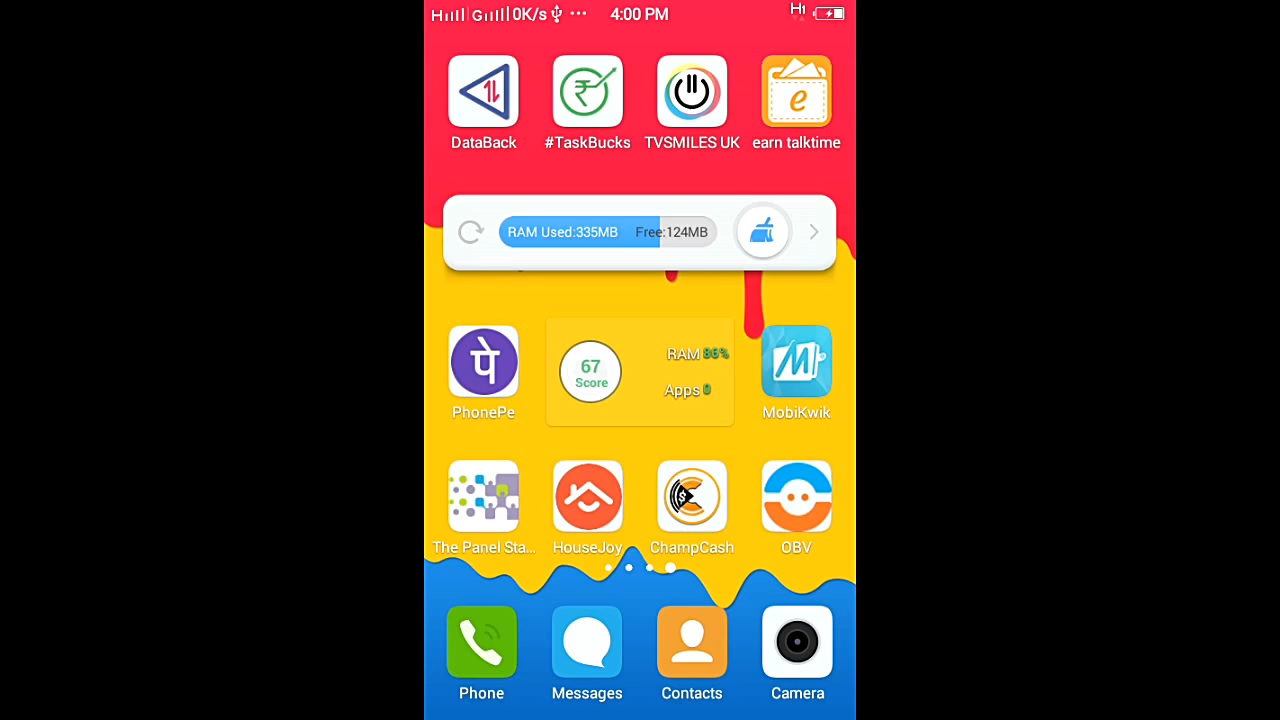 H G 0K/s ... 4:00 PM H1
DataBack #TaskBucks TVSMILES UK earn talktime
RAM Used:335MB Free:124MB
पे
67
Score
RAM 86%
Apps 0
PhonePe MobiKwik
The Panel Sta... HouseJoy ChampCash OBV
Phone Messages Contacts Camera